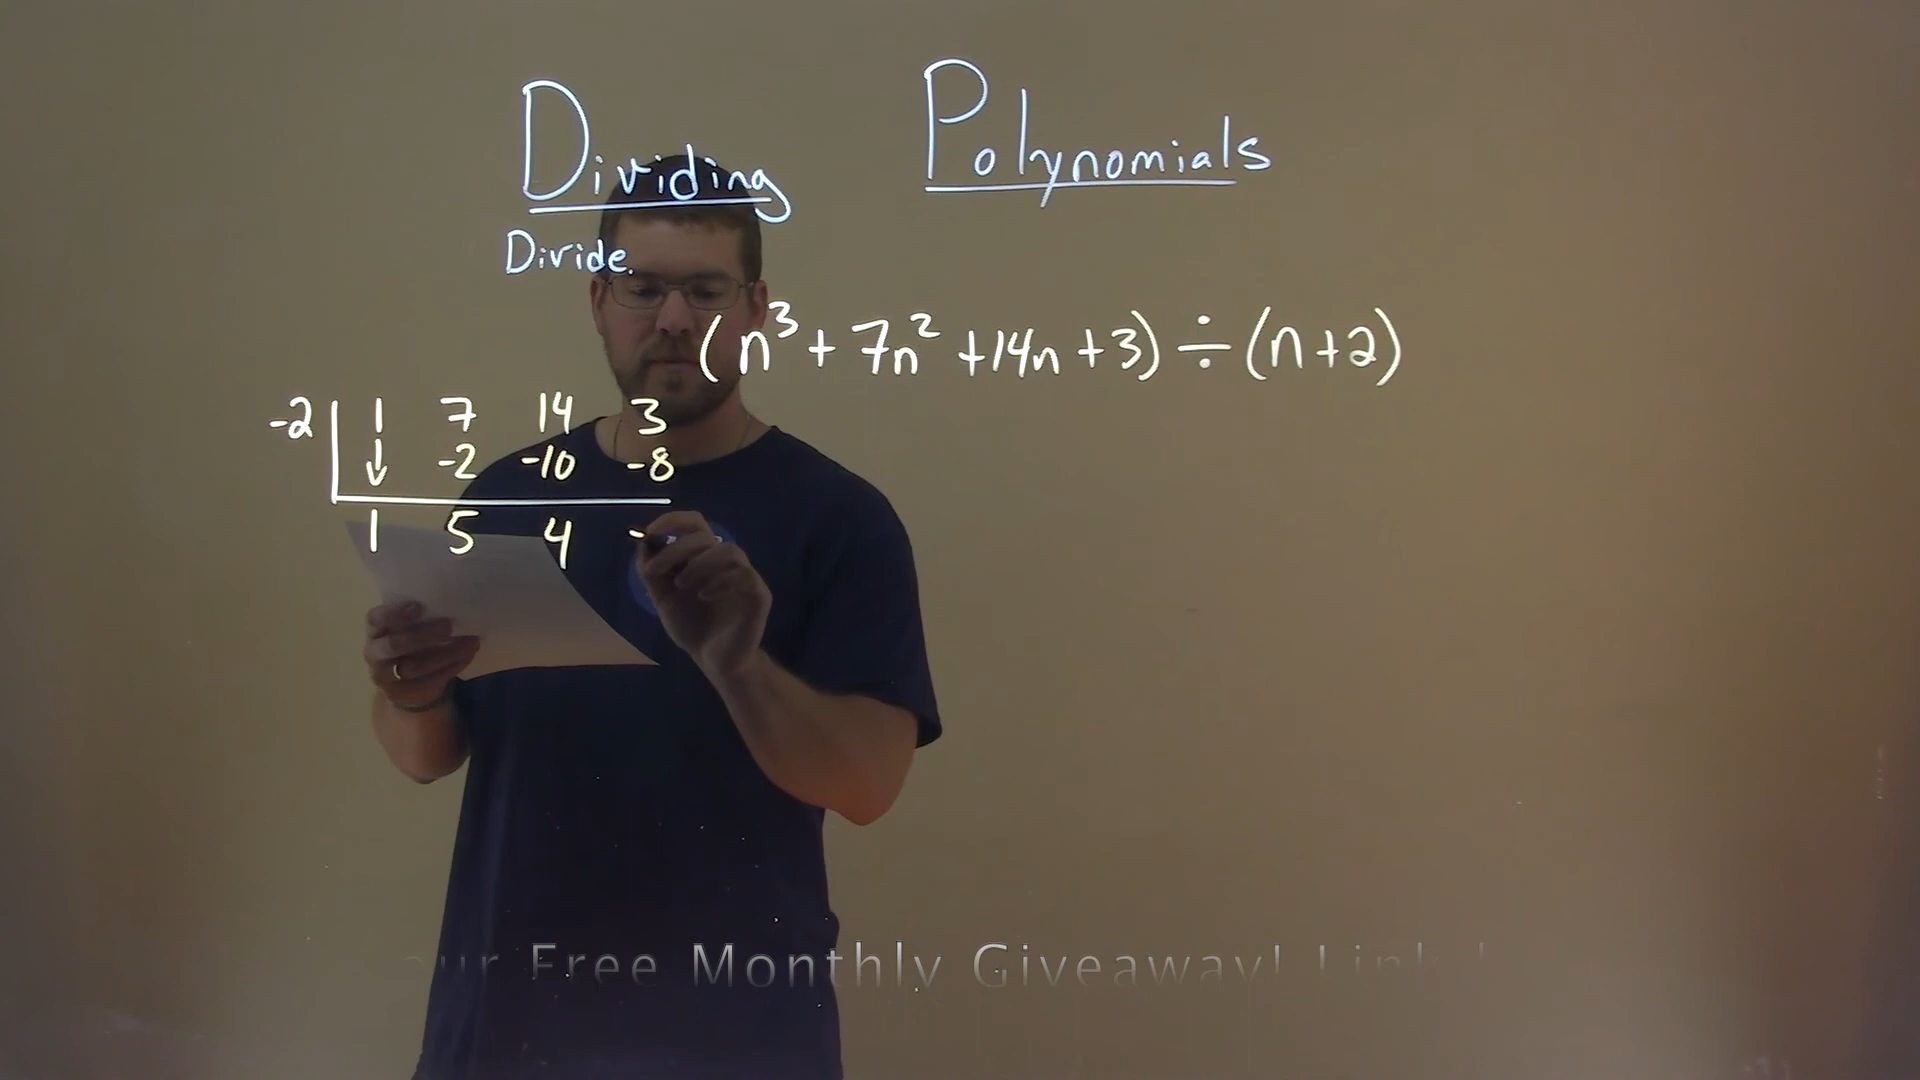 Dividing Polynomials
Divide.
(n³ + 7n² + 14n + 3) ÷ (n + 2)
-2 | 1 7 14 3
↓ -2 -10 -8
1 5 4 -
Free Monthly Giveaway!